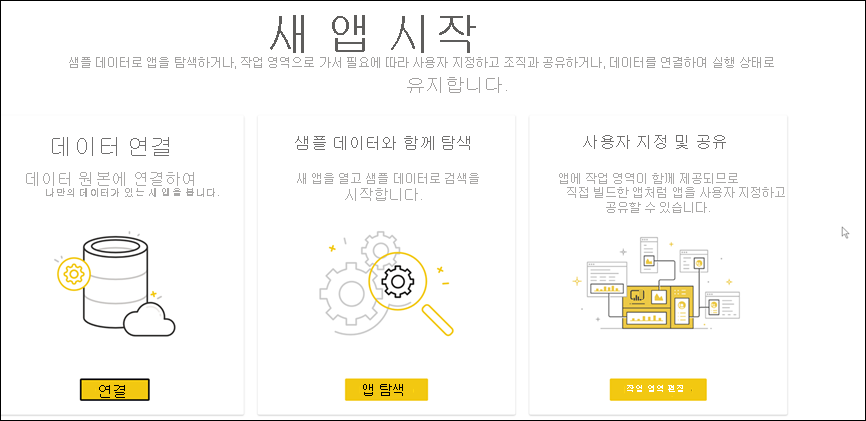 새 앱 시작
샘플 데이터로 앱을 탐색하거나, 작업 영역으로 가서 필요에 따라 사용자 지정하고 조직과 공유하거나, 데이터를 연결하여 실행 상태로
유지합니다.
데이터 연결
데이터 원본에 연결하여
나만의 데이터가 있는 새 앱을 봅니다.
연결
샘플 데이터와 함께 탐색
새 앱을 열고 샘플 데이터로 검색을
시작합니다.
앱 탐색
사용자 지정 및 공유
앱에 작업 영역이 함께 제공되므로
직접 빌드한 앱처럼 앱을 사용자 지정하고
공유할 수 있습니다.
작업 영역 편집